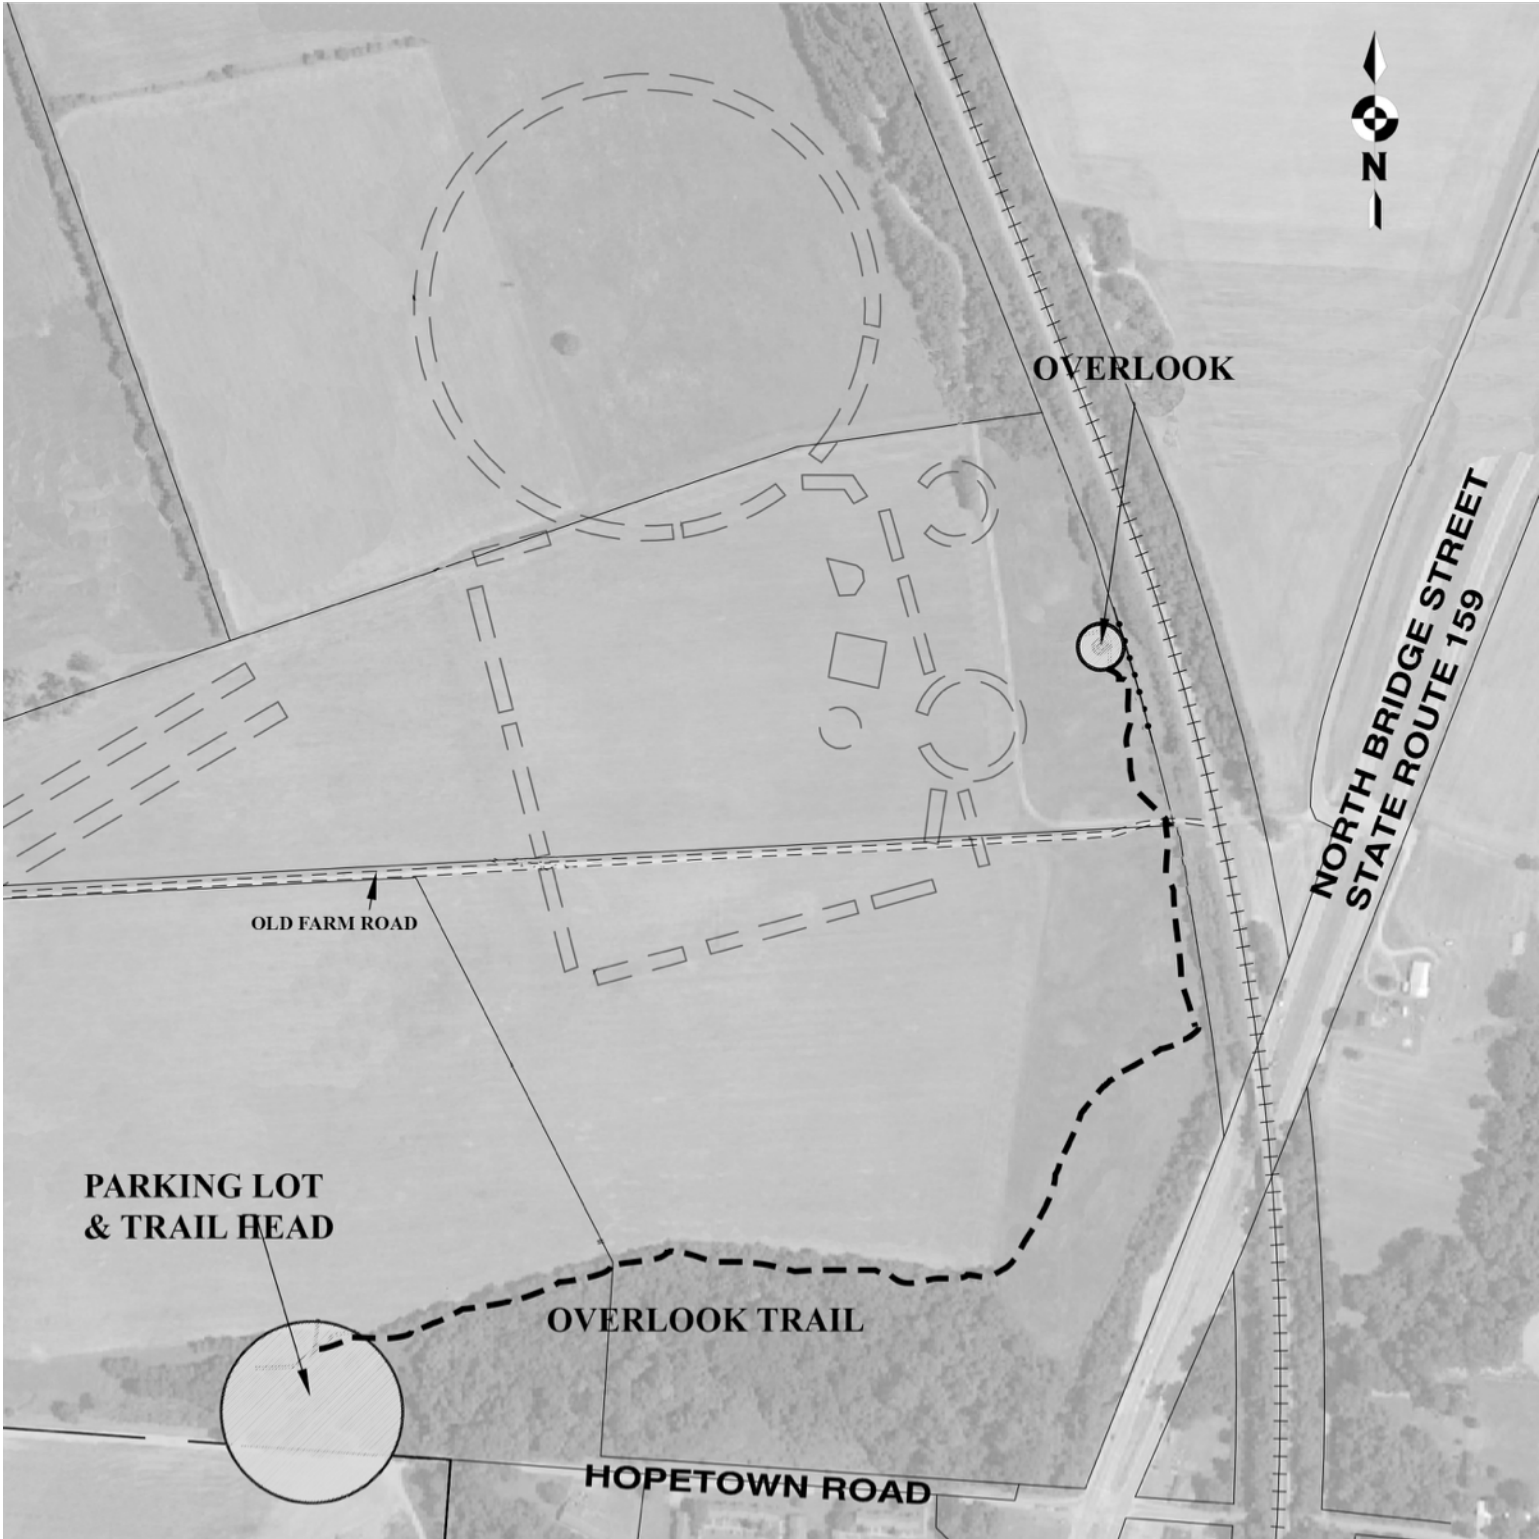 N
OVERLOOK
NORTH BRIDGE STREET
STATE ROUTE 159
OLD FARM ROAD
PARKING LOT
& TRAIL HEAD
OVERLOOK TRAIL
HOPETOWN ROAD